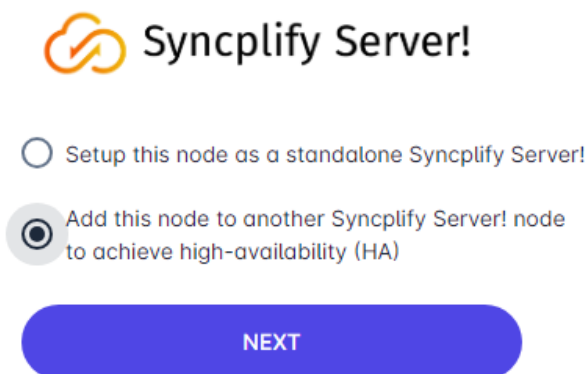 Syncplify Server!
Setup this node as a standalone Syncplify Server!
Add this node to another Syncplify Server! node
to achieve high-availability (HA)
NEXT